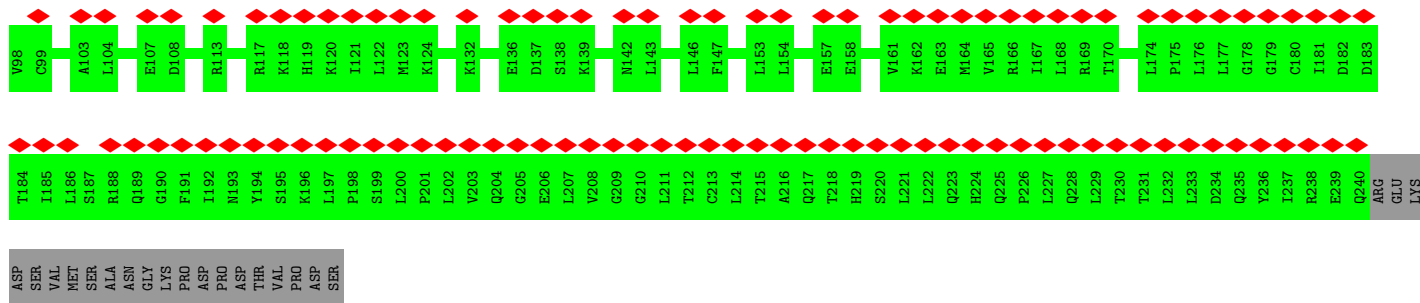 V98 C99 A103 L104 E107 D108 R113 R117 K118 H119 K120 I121 L122 M123 K124 K132 E136 D137 S138 K139 N142 L143 L146 F147 L153 L154 E157 E158 V161 K162 E163 M164 V165 R166 I167 L168 R169 T170 L174 P175 L176 L177 G178 G179 C180 I181 D182 D183
T184 I185 L186 S187 R188 Q189 G190 F191 I192 N193 Y194 S195 K196 L197 P198 S199 L200 P201 L202 V203 Q204 G205 E206 L207 V208 G209 G210 L211 T212 C213 L214 T215 A216 Q217 T218 H219 S220 L221 L222 Q223 H224 Q225 P226 L227 Q228 L229 T230 T231 L232 L233 D234 Q235 Y236 I237 R238 E239 Q240 ARG GLU LYS
ASP SER VAL MET SER ALA ASN GLY LYS PRO ASP PRO ASP THR VAL PRO ASP SER